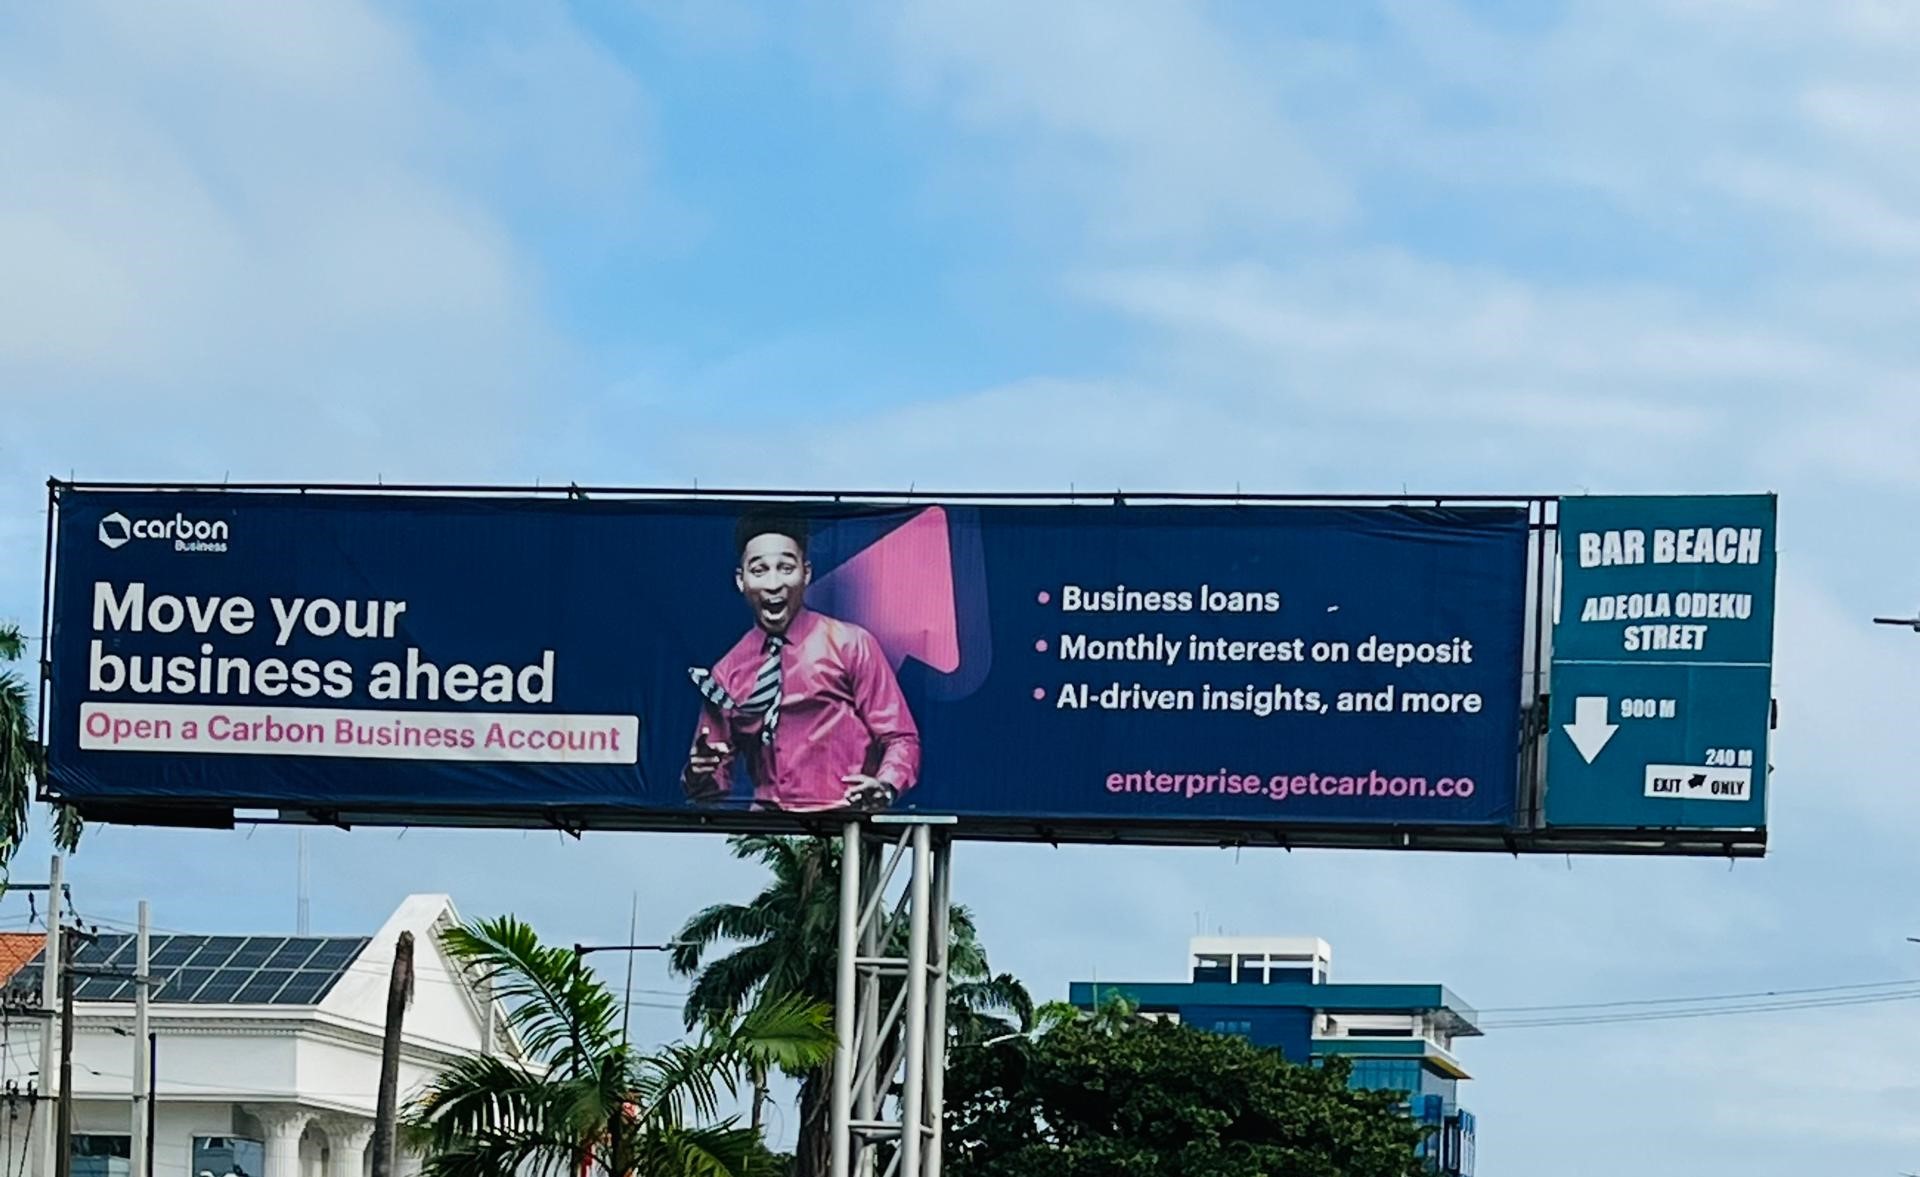 carbon
Business
Move your
business ahead
Open a Carbon Business Account
• Business loans
• Monthly interest on deposit
• AI-driven insights, and more
enterprise.getcarbon.co
BAR BEACH
ADEOLA ODEKU
STREET
900 M
240 M
EXIT ONLY